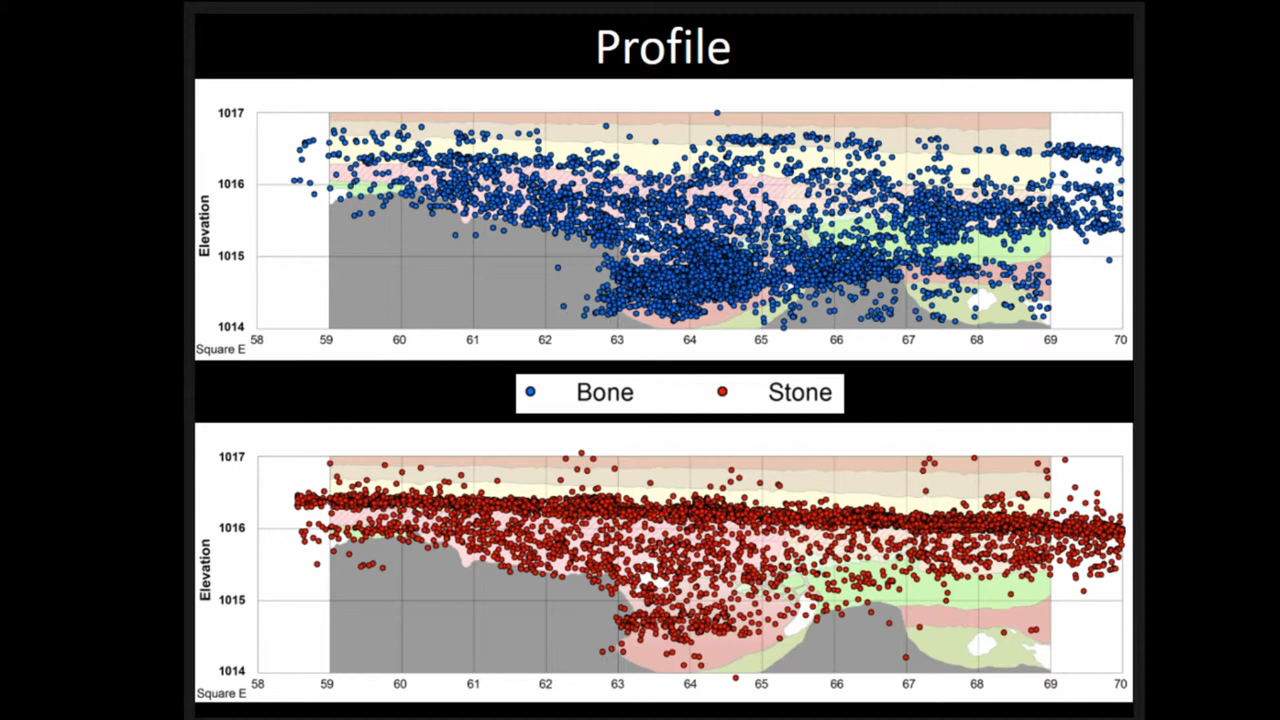 Profile
1017
1016
1015
1014
Elevation
58 59 60 61 62 63 64 65 66 67 68 69 70
Square E
Bone Stone
1017
1016
1015
1014
Elevation
58 59 60 61 62 63 64 65 66 67 68 69 70
Square E